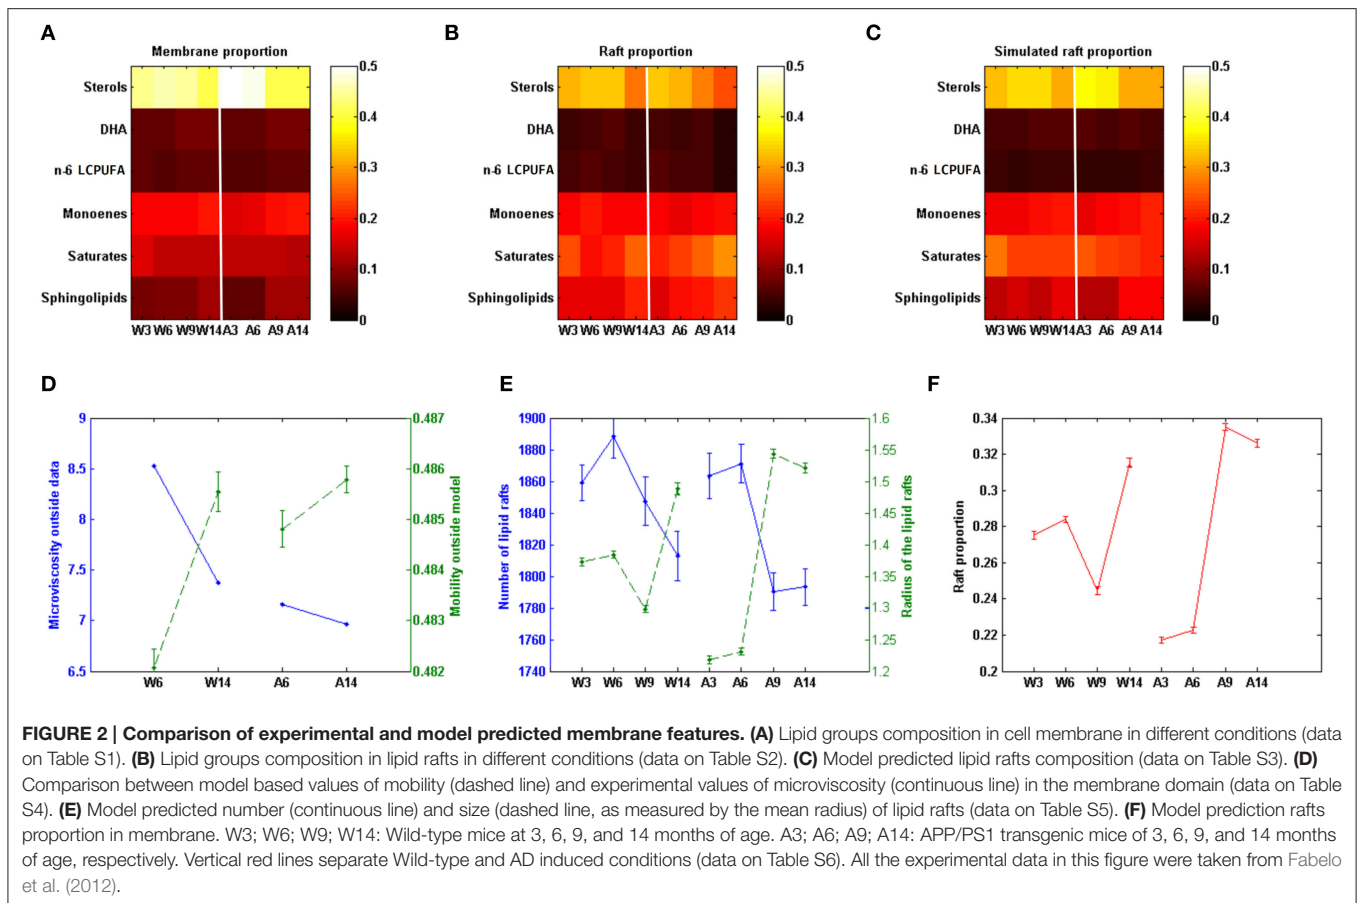 A
B
C
Membrane proportion
Raft proportion
Simulated raft proportion
Sterols
DHA
n-6 LCPUFA
Monoenes
Saturates
Sphingolipids
W3 W6 W9 W14 A3 A6 A9 A14
0.5
0.4
0.3
0.2
0.1
0
Sterols
DHA
n-6 LCPUFA
Monoenes
Saturates
Sphingolipids
W3 W6 W9 W14 A3 A6 A9 A14
0.5
0.4
0.3
0.2
0.1
0
Sterols
DHA
n-6 LCPUFA
Monoenes
Saturates
Sphingolipids
W3 W6 W9 W14 A3 A6 A9 A14
0.5
0.4
0.3
0.2
0.1
0
D
E
F
Microviscosity outside data
9
8.5
8
7.5
7
6.5
W6 W14 A6 A14
0.487
0.486
0.485
0.484
0.483
0.482
Mobility outside model
Number of lipid rafts
1900
1880
1860
1840
1820
1800
1780
1760
1740
W3 W6 W9 W14 A3 A6 A9 A14
1.6
1.55
1.5
1.45
1.4
1.35
1.3
1.25
1.2
Radius of the lipid rafts
Raft proportion
0.34
0.32
0.3
0.28
0.26
0.24
0.22
0.2
W3 W6 W9 W14 A3 A6 A9 A14
FIGURE 2 | Comparison of experimental and model predicted membrane features. (A) Lipid groups composition in cell membrane in different conditions (data
on Table S1). (B) Lipid groups composition in lipid rafts in different conditions (data on Table S2). (C) Model predicted lipid rafts composition (data on Table S3). (D)
Comparison between model based values of mobility (dashed line) and experimental values of microviscosity (continuous line) in the membrane domain (data on Table
S4). (E) Model predicted number (continuous line) and size (dashed line, as measured by the mean radius) of lipid rafts (data on Table S5). (F) Model prediction rafts
proportion in membrane. W3; W6; W9; W14: Wild-type mice at 3, 6, 9, and 14 months of age. A3; A6; A9; A14: APP/PS1 transgenic mice of 3, 6, 9, and 14 months
of age, respectively. Vertical red lines separate Wild-type and AD induced conditions (data on Table S6). All the experimental data in this figure were taken from Fabelo
et al. (2012).